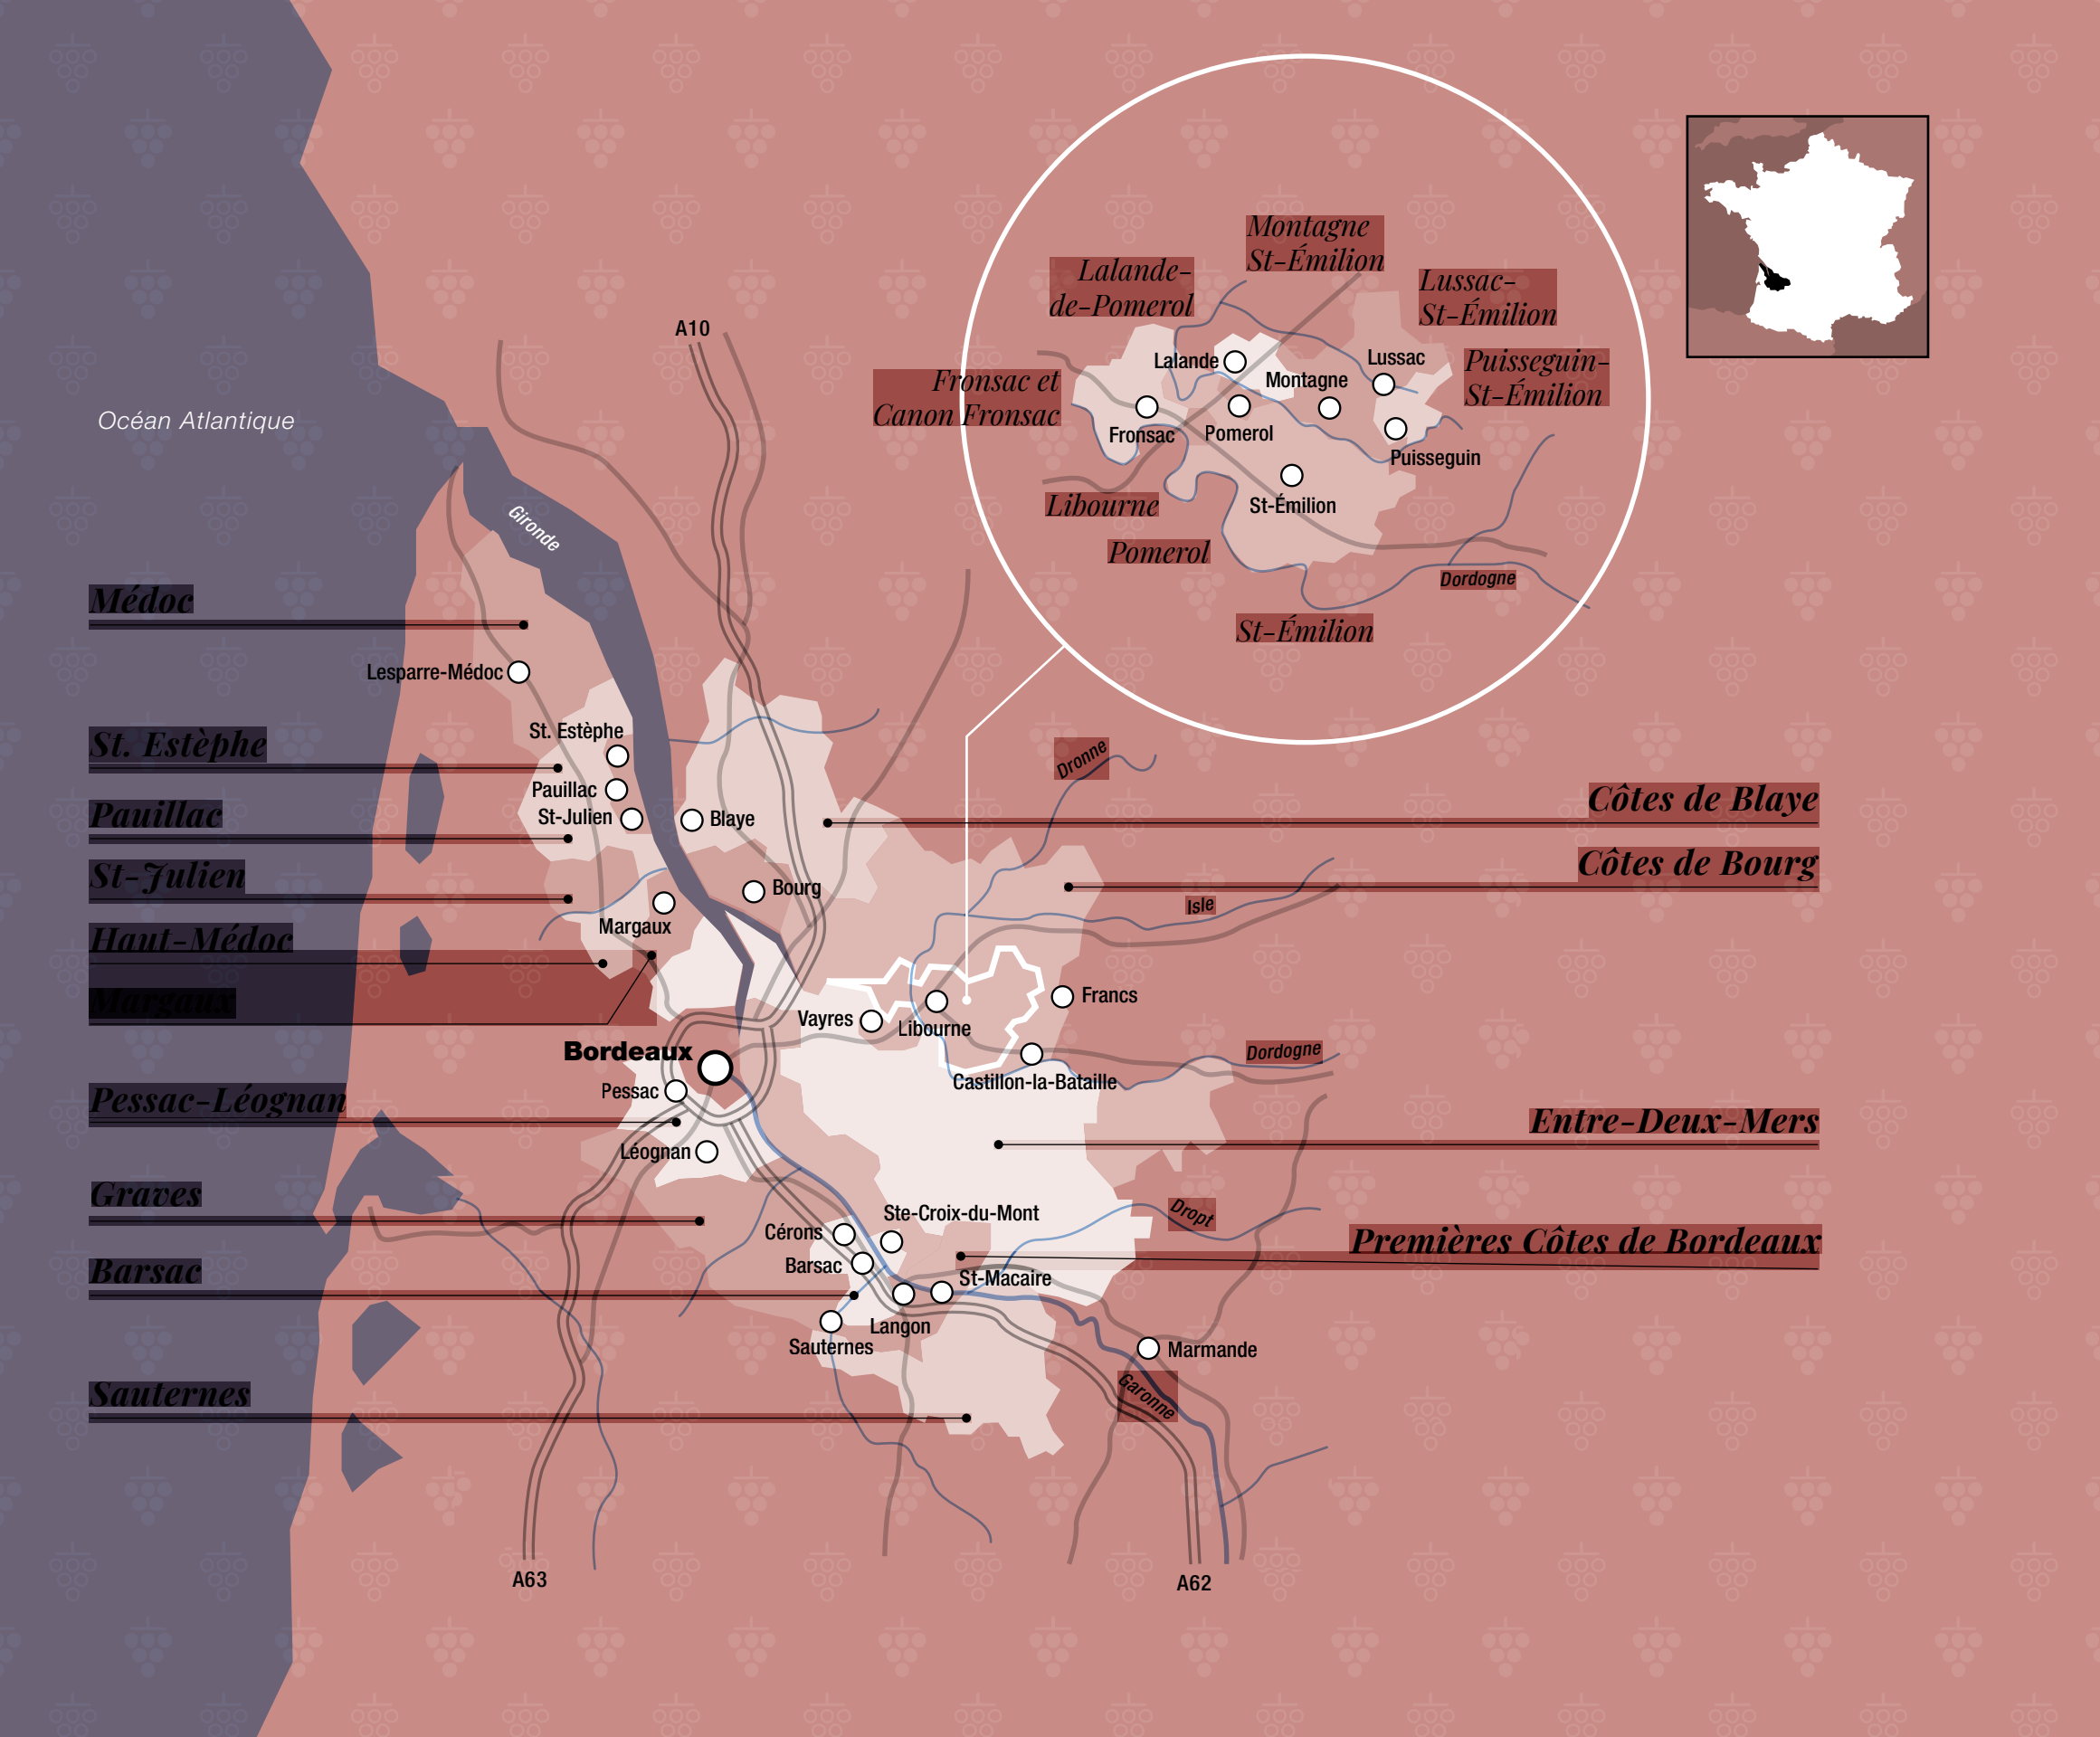 Montagne
St-Émilion
Lalande-
de-Pomerol
Lussac-
St-Émilion
A10
Lalande
Lussac
Puisseguin-
St-Émilion
Fronsac et
Canon Fronsac
Montagne
Océan Atlantique
Fronsac
Pomerol
Puisseguin
Libourne
St-Émilion
Gironde
Pomerol
Dordogne
Médoc
St-Émilion
Lesparre-Médoc
St. Estèphe
St. Estèphe
Dronne
Pauillac
Côtes de Blaye
Pauillac
St-Julien
Blaye
Côtes de Bourg
St-Julien
Bourg
Isle
Margaux
Haut-Médoc
Margaux
Francs
Vayres
Libourne
Bordeaux
Dordogne
Castillon-la-Bataille
Pessac
Pessac-Léognan
Entre-Deux-Mers
Léognan
Graves
Ste-Croix-du-Mont
Dropt
Cérons
Premières Côtes de Bordeaux
Barsac
Barsac
St-Macaire
Langon
Sauternes
Marmande
Sauternes
Garonne
A63
A62